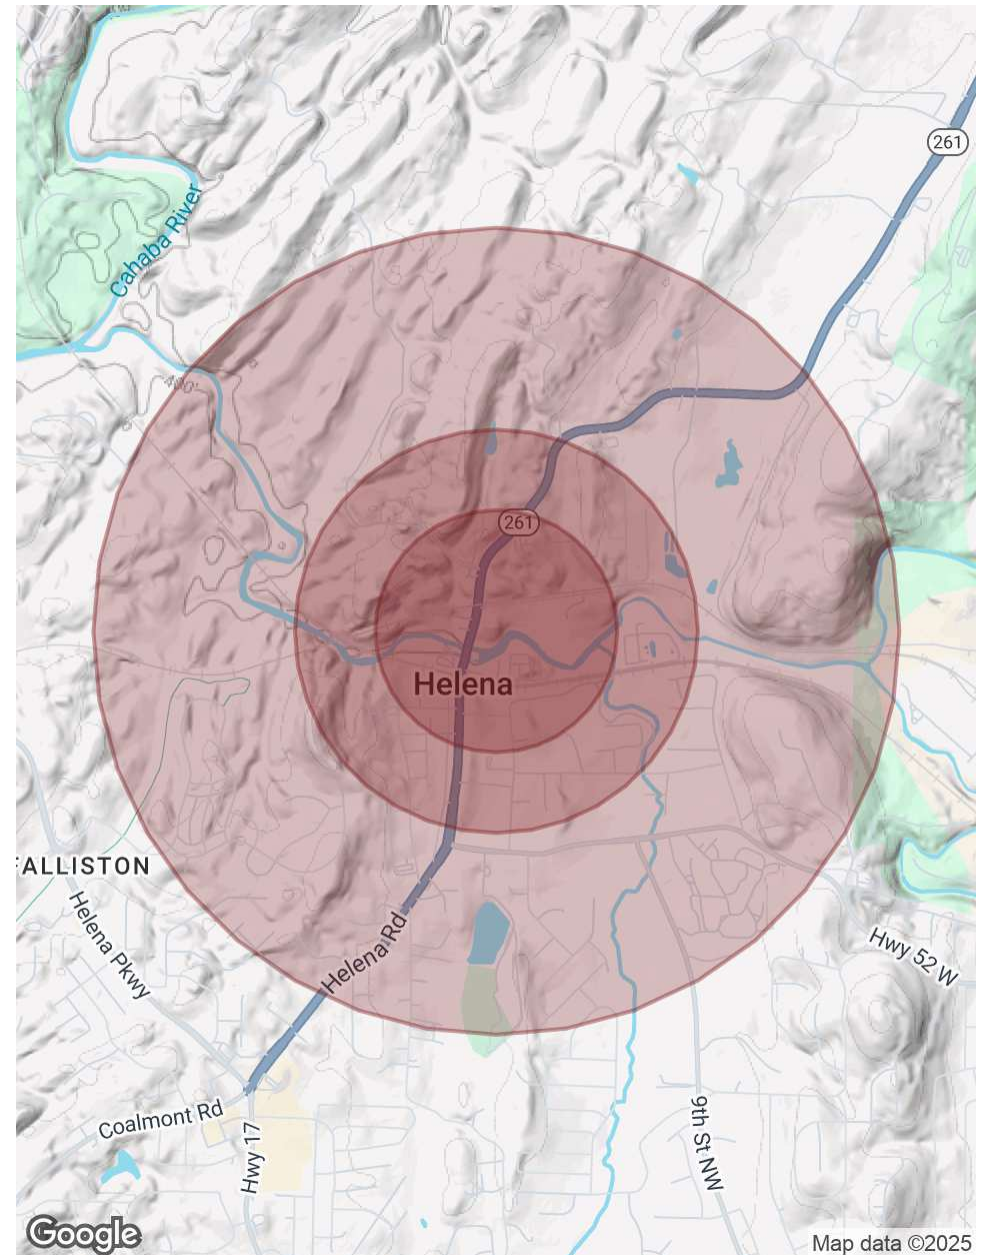 261
Cahaba River
400'
261
Helena
FALLISTON
Helena Pkwy
Helena Rd
Hwy 52 W
Coalmont Rd
Hwy 17
9th St NW
Google
Map data ©2025